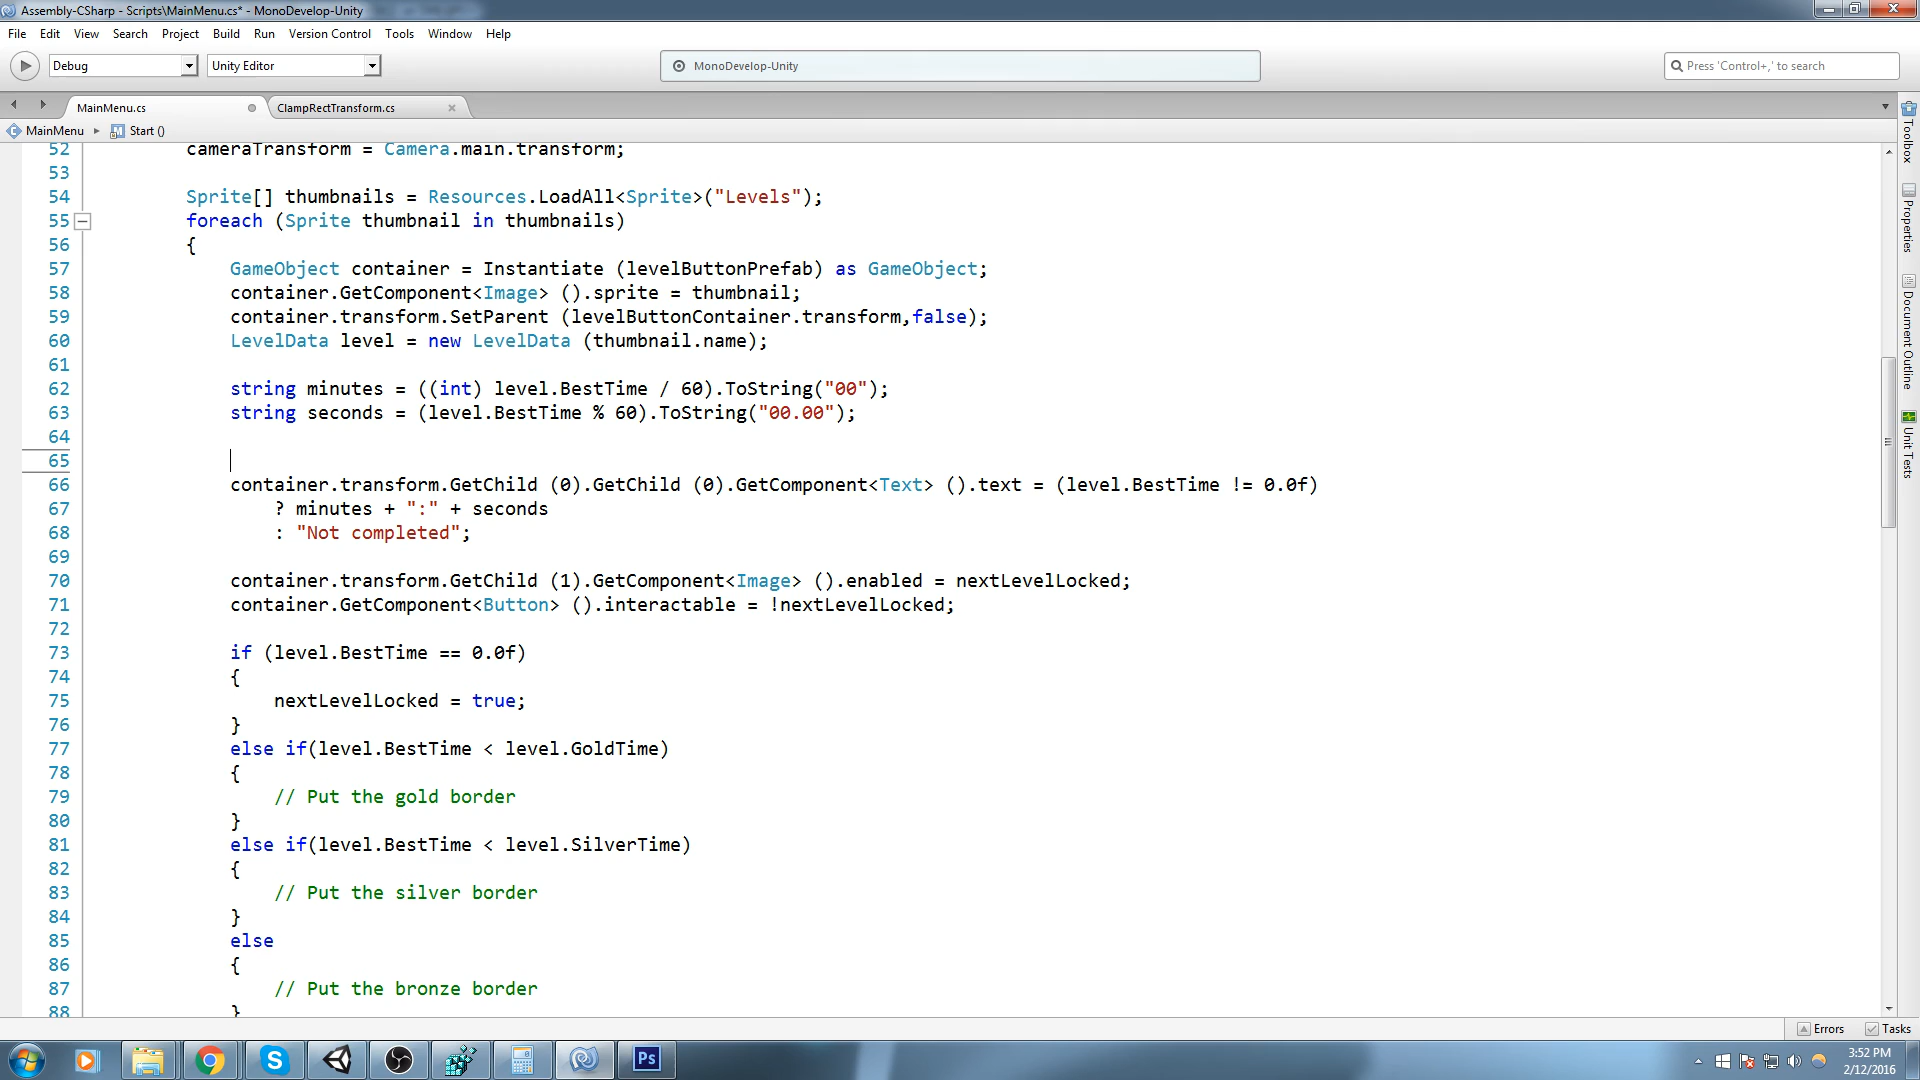 Assembly-CSharp - Scripts\MainMenu.cs* - MonoDevelop-Unity
File Edit View Search Project Build Run Version Control Tools Window Help
Debug Unity Editor MonoDevelop-Unity Press 'Control+,' to search
MainMenu.cs ClampRectTransform.cs
MainMenu Start ()
52 cameraTransform = Camera.main.transform;
53
54 Sprite[] thumbnails = Resources.LoadAll<Sprite>("Levels");
55 foreach (Sprite thumbnail in thumbnails)
56 {
57 GameObject container = Instantiate (levelButtonPrefab) as GameObject;
58 container.GetComponent<Image> ().sprite = thumbnail;
59 container.transform.SetParent (levelButtonContainer.transform,false);
60 LevelData level = new LevelData (thumbnail.name);
61
62 string minutes = ((int) level.BestTime / 60).ToString("00");
63 string seconds = (level.BestTime % 60).ToString("00.00");
64
65
66 container.transform.GetChild (0).GetChild (0).GetComponent<Text> ().text = (level.BestTime != 0.0f)
67 ? minutes + ":" + seconds
68 : "Not completed";
69
70 container.transform.GetChild (1).GetComponent<Image> ().enabled = nextLevelLocked;
71 container.GetComponent<Button> ().interactable = !nextLevelLocked;
72
73 if (level.BestTime == 0.0f)
74 {
75 nextLevelLocked = true;
76 }
77 else if(level.BestTime < level.GoldTime)
78 {
79 // Put the gold border
80 }
81 else if(level.BestTime < level.SilverTime)
82 {
83 // Put the silver border
84 }
85 else
86 {
87 // Put the bronze border
88 }
Toolbox
Properties
Document Outline
Unit Tests
Errors Tasks
Ps
3:52 PM
2/12/2016